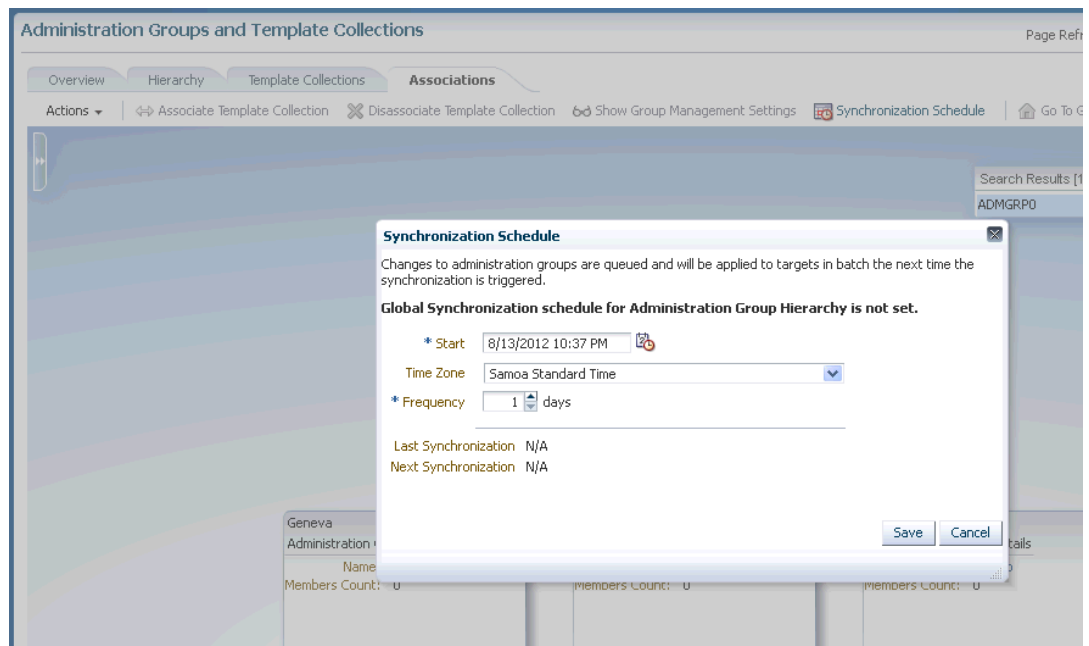 Administration Groups and Template Collections
Page Refr
Overview Hierarchy Template Collections Associations
Actions Associate Template Collection Disassociate Template Collection Show Group Management Settings Synchronization Schedule Go To G
Search Results [1
ADMGRP0
Synchronization Schedule
Changes to administration groups are queued and will be applied to targets in batch the next time the
synchronization is triggered.
Global Synchronization schedule for Administration Group Hierarchy is not set.
* Start 8/13/2012 10:37 PM
Time Zone Samoa Standard Time
* Frequency 1 days
Last Synchronization N/A
Next Synchronization N/A
Save Cancel
Geneva
Administration
tails
Name
Members Count: 0 Members Count: 0 Members Count: 0